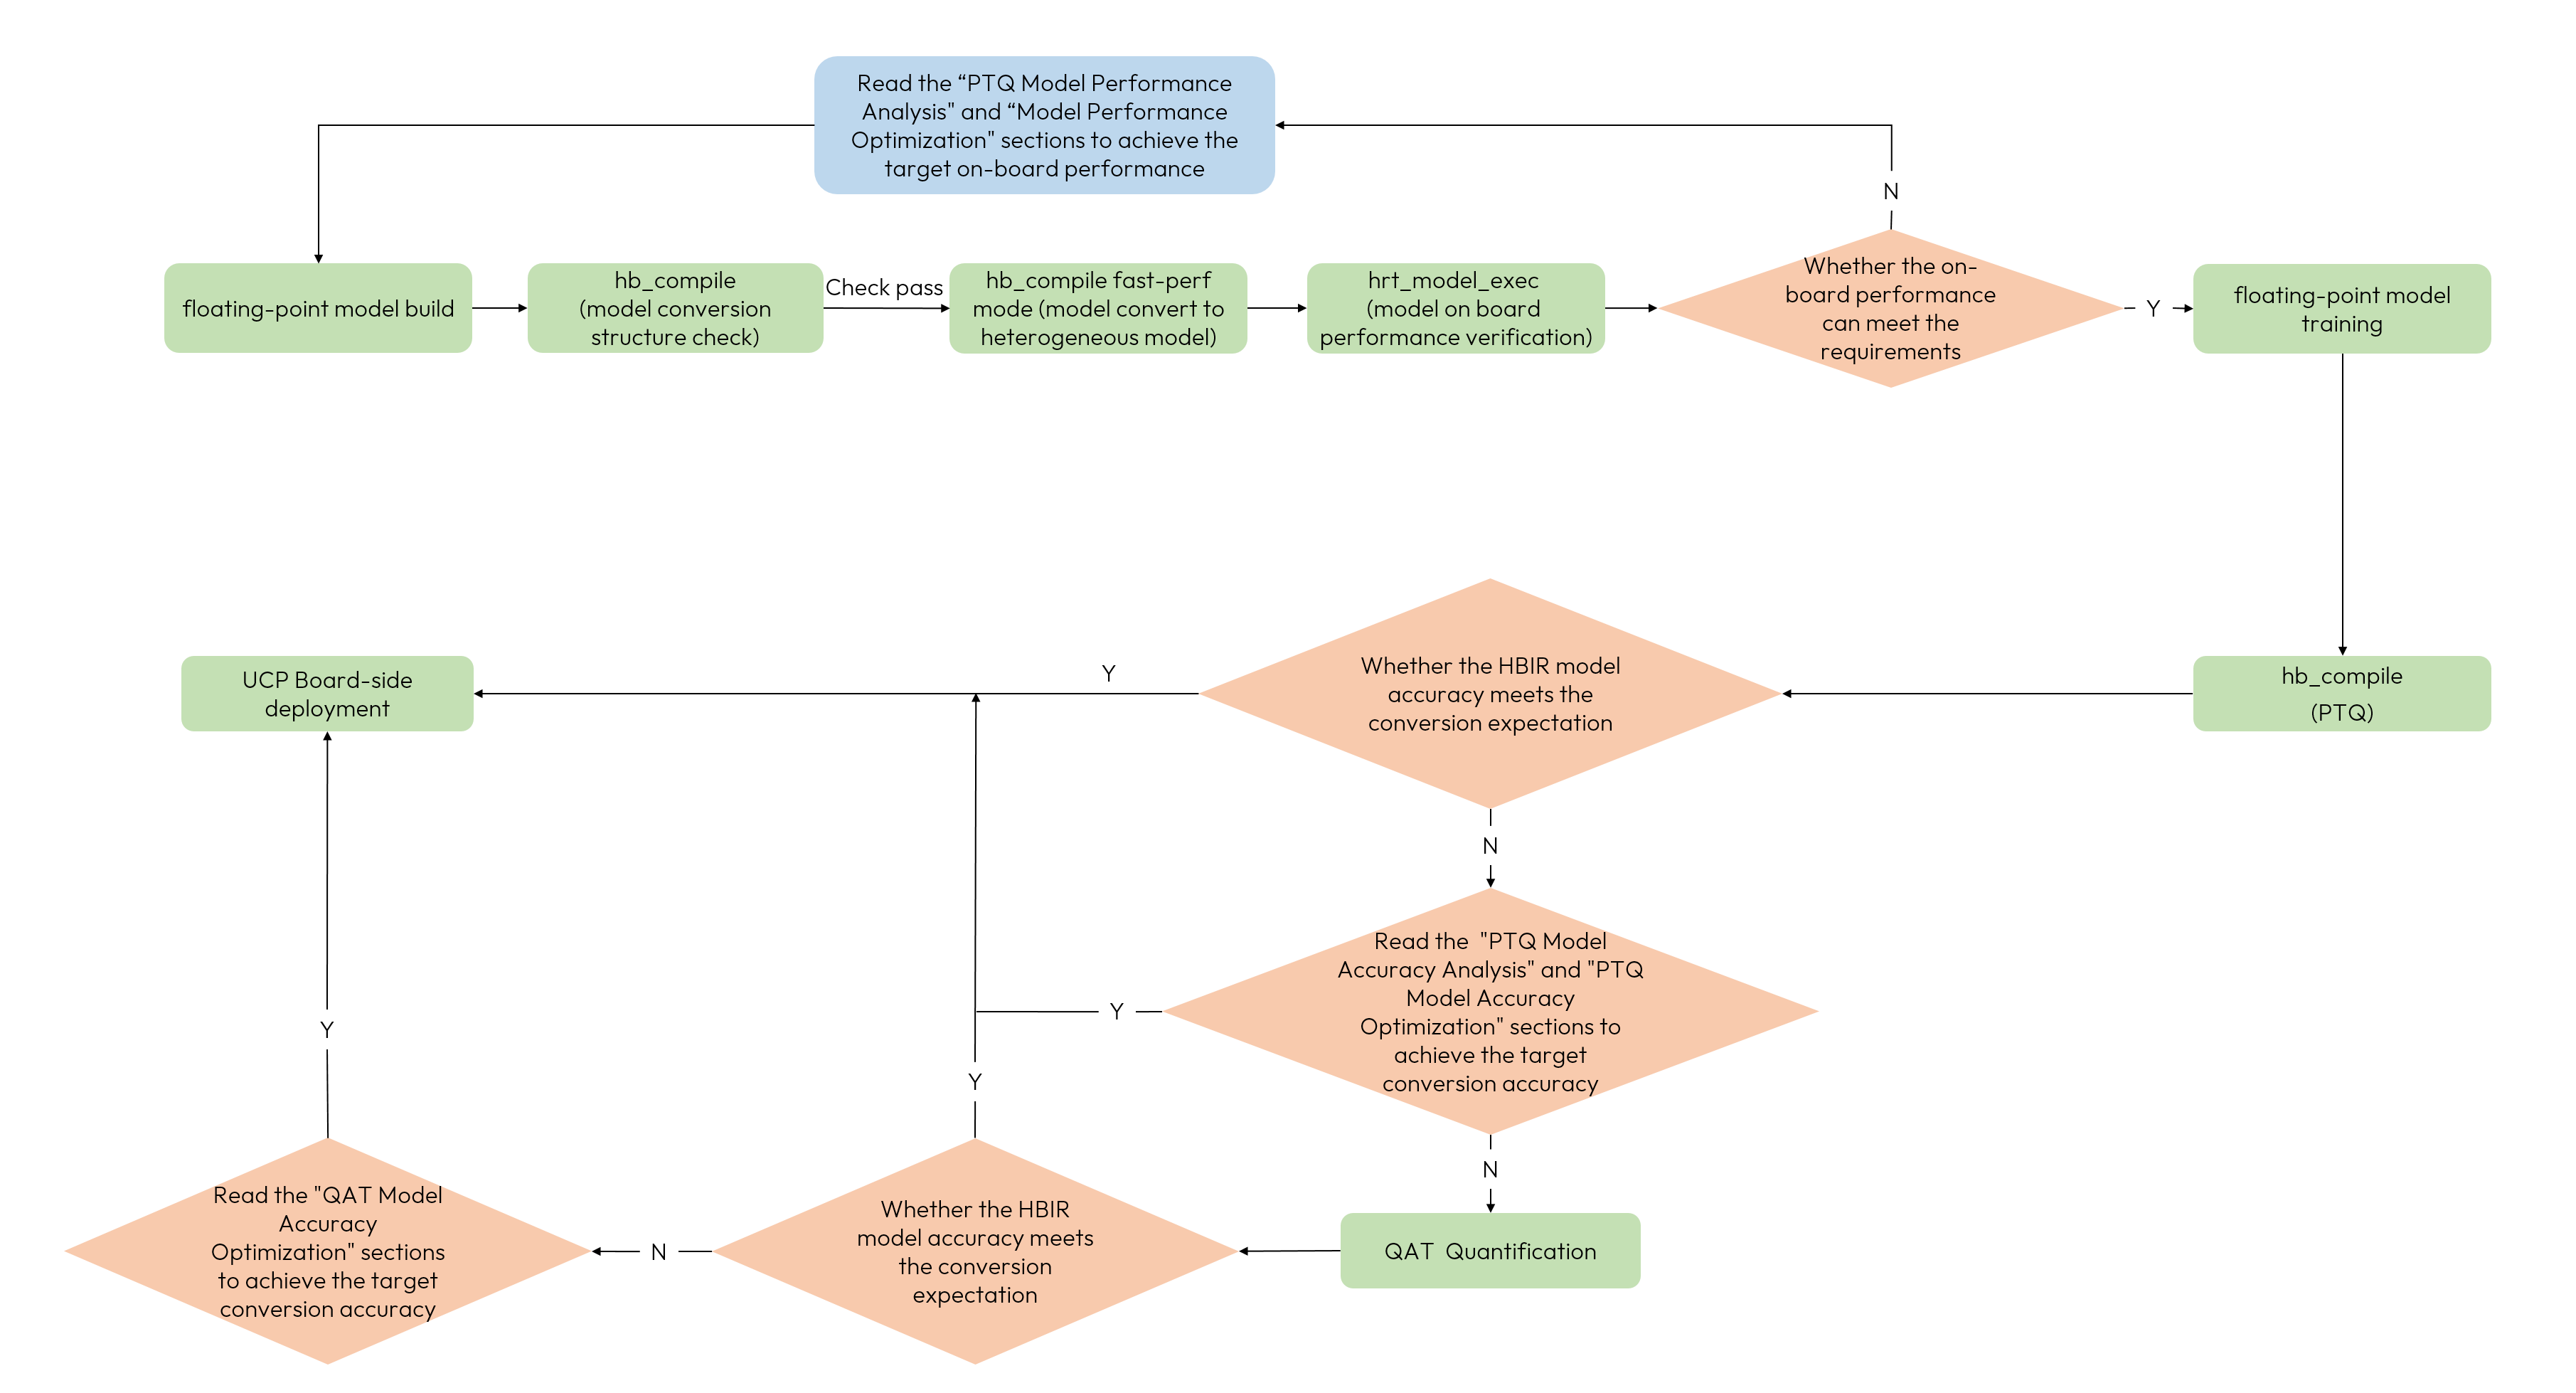 Read the “PTQ Model Performance
Analysis" and “Model Performance
Optimization" sections to achieve the
target on-board performance
N
floating-point model build
hb_compile
(model conversion
structure check)
Check pass
hb_compile fast-perf
mode (model convert to
heterogeneous model)
hrt_model_exec
(model on board
performance verification)
Whether the on-
board performance
can meet the
requirements
Y
floating-point model
training
UCP Board-side
deployment
Y
Whether the HBIR model
accuracy meets the
conversion expectation
hb_compile
(PTQ)
N
Read the "PTQ Model
Accuracy Analysis" and "PTQ
Model Accuracy
Optimization" sections to
achieve the target
conversion accuracy
Y
Y
Y
N
Read the "QAT Model
Accuracy
Optimization" sections
to achieve the target
conversion accuracy
N
Whether the HBIR
model accuracy meets
the conversion
expectation
QAT Quantification